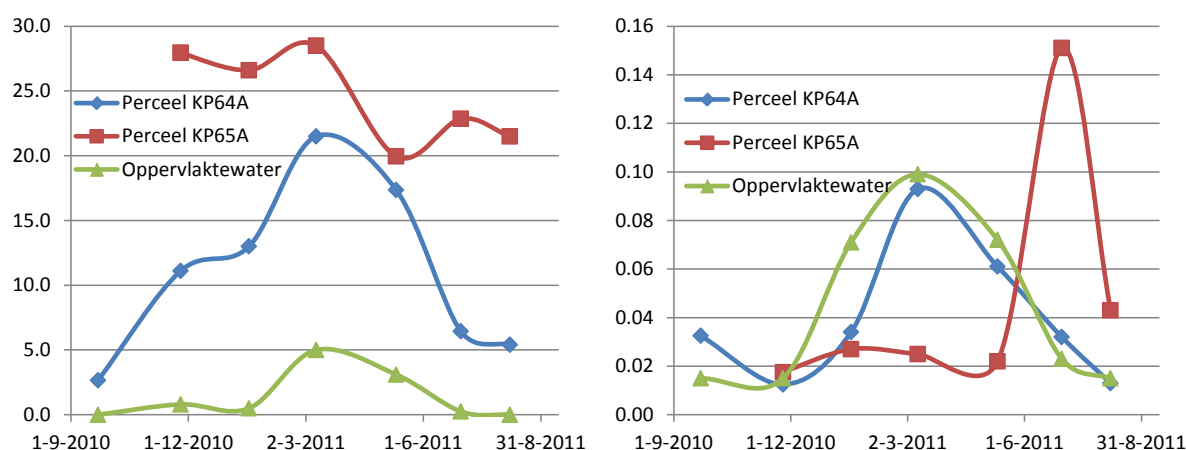 30.0
25.0
20.0
15.0
10.0
5.0
0.0
Perceel KP64A
Perceel KP65A
Oppervlaktewater
1-9-2010 1-12-2010 2-3-2011 1-6-2011 31-8-2011
0.16
0.14
0.12
0.10
0.08
0.06
0.04
0.02
0.00
Perceel KP64A
Perceel KP65A
Oppervlaktewater
1-9-2010 1-12-2010 2-3-2011 1-6-2011 31-8-2011